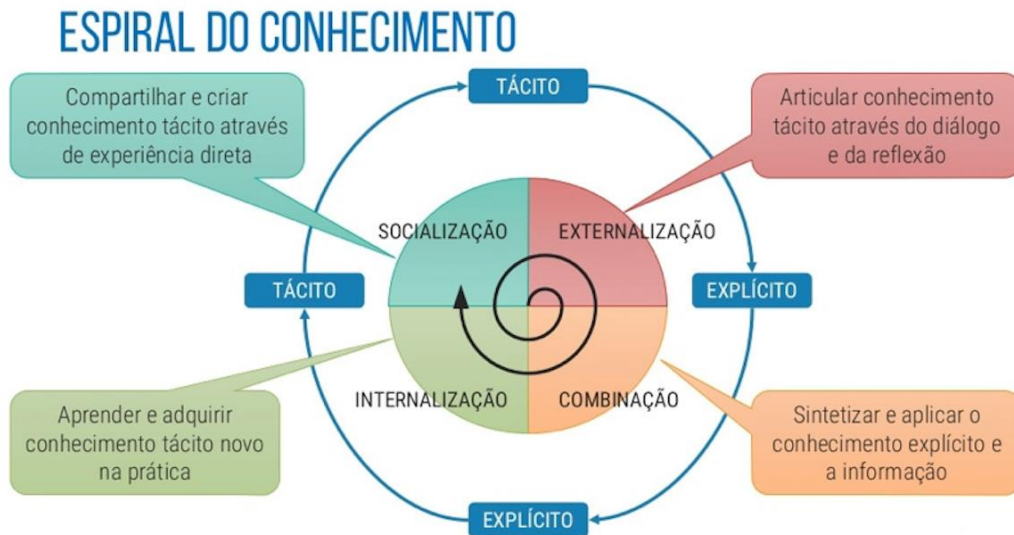 ESPIRAL DO CONHECIMENTO
TÁCITO
Compartilhar e criar
conhecimento tácito através
de experiência direta
Articular conhecimento
tácito através do diálogo
e da reflexão
SOCIALIZAÇÃO
EXTERNALIZAÇÃO
TÁCITO
EXPLÍCITO
INTERNALIZAÇÃO
COMBINAÇÃO
Aprender e adquirir
conhecimento tácito novo
na prática
Sintetizar e aplicar o
conhecimento explícito e
a informação
EXPLÍCITO